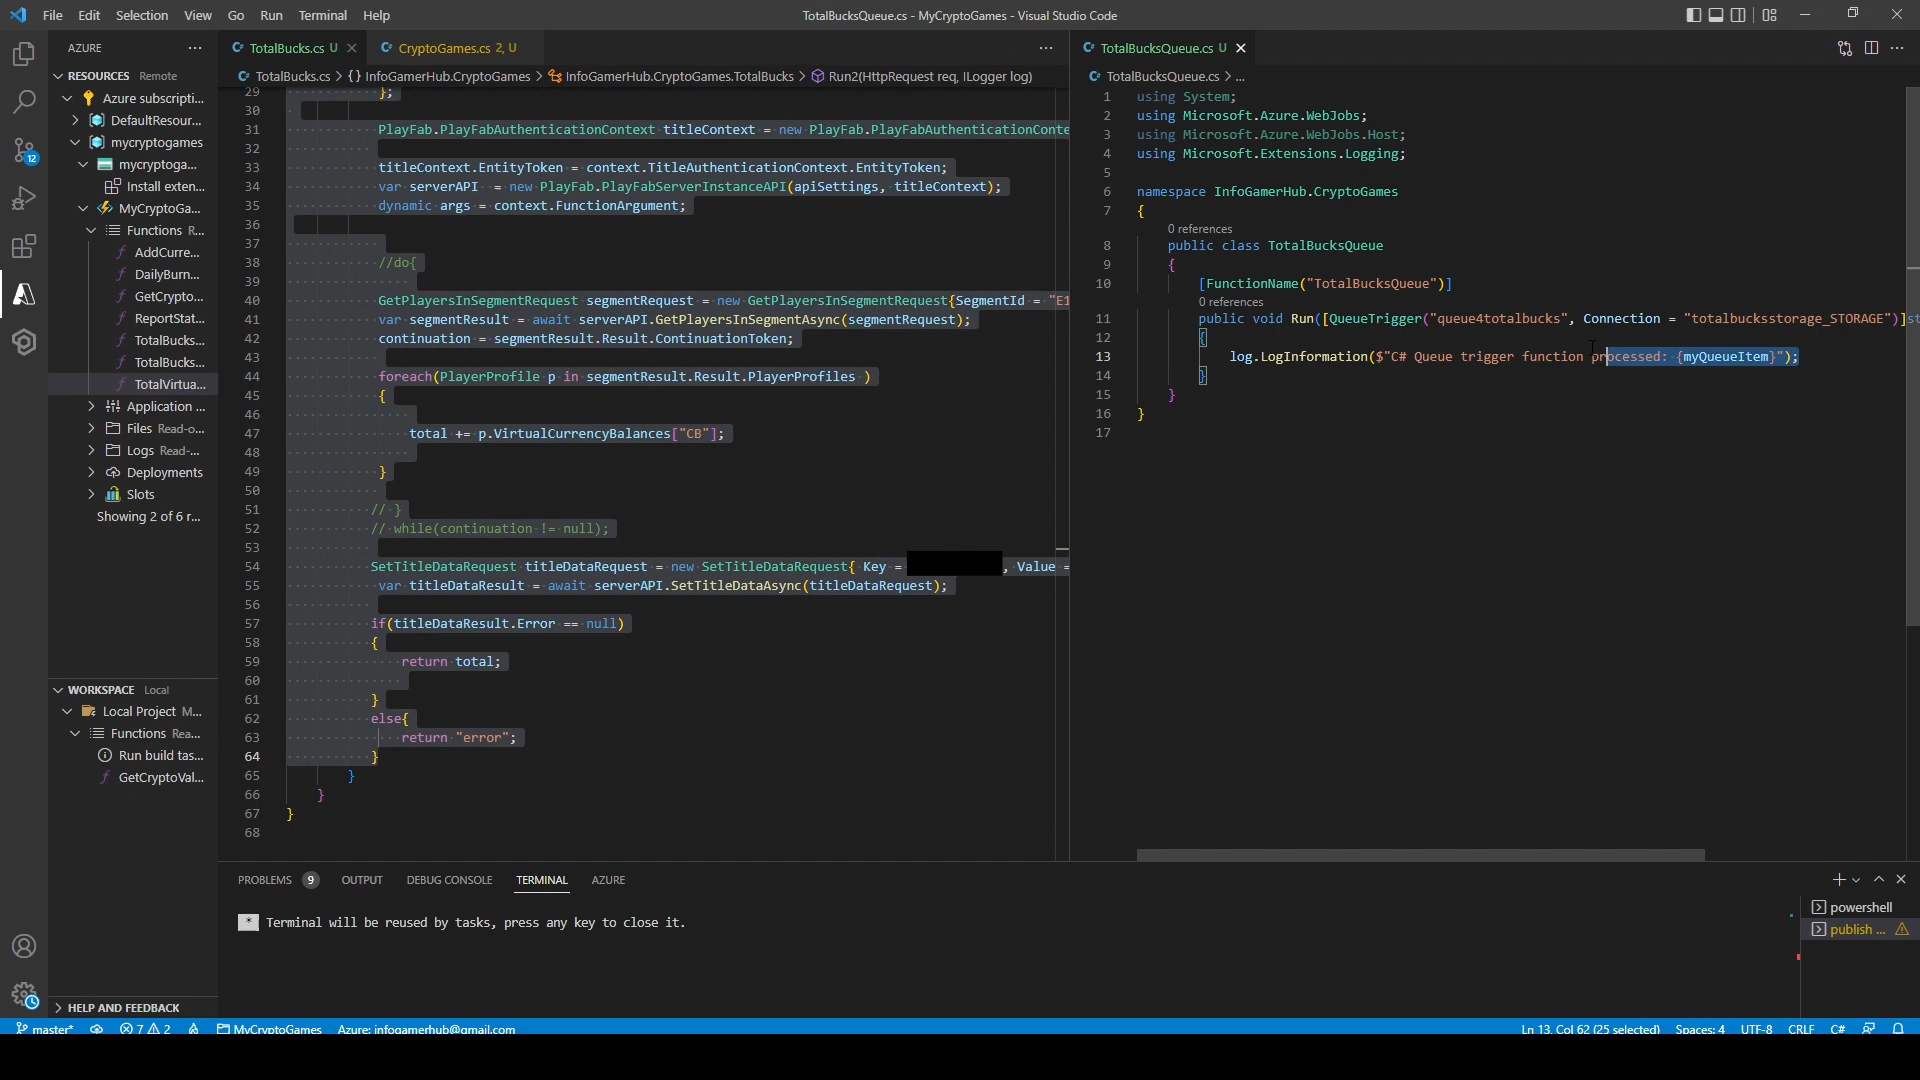 File Edit Selection View Go Run Terminal Help
TotalBucksQueue.cs - MyCryptoGames - Visual Studio Code
AZURE
RESOURCES Remote
Azure subscripti...
DefaultResour...
mycryptogames
mycryptoga...
Install exten...
MyCryptoGa...
Functions R...
AddCurre...
DailyBurn...
GetCrypto...
ReportStat...
TotalBucks...
TotalBucks...
TotalVirtua...
Application ...
Files Read-o...
Logs Read-...
Deployments
Slots
Showing 2 of 6 r...
WORKSPACE Local
Local Project M...
Functions Rea...
Run build tas...
GetCryptoVal...
HELP AND FEEDBACK
12
TotalBucks.cs U
CryptoGames.cs 2, U
TotalBucks.cs > {} InfoGamerHub.CryptoGames > InfoGamerHub.CryptoGames.TotalBucks > Run2(HttpRequest req, ILogger log)
29 };
30
31 PlayFab.PlayFabAuthenticationContext titleContext = new PlayFab.PlayFabAuthenticationConte
32
33 titleContext.EntityToken = context.TitleAuthenticationContext.EntityToken;
34 var serverAPI = new PlayFab.PlayFabServerInstanceAPI(apiSettings, titleContext);
35 dynamic args = context.FunctionArgument;
36
37
38 //do{
39
40 GetPlayersInSegmentRequest segmentRequest = new GetPlayersInSegmentRequest{SegmentId = "E1
41 var segmentResult = await serverAPI.GetPlayersInSegmentAsync(segmentRequest);
42 continuation = segmentResult.Result.ContinuationToken;
43
44 foreach(PlayerProfile p in segmentResult.Result.PlayerProfiles )
45 {
46
47 total += p.VirtualCurrencyBalances["CB"];
48
49 }
50
51 // }
52 // while(continuation != null);
53
54 SetTitleDataRequest titleDataRequest = new SetTitleDataRequest{ Key = , Value =
55 var titleDataResult = await serverAPI.SetTitleDataAsync(titleDataRequest);
56
57 if(titleDataResult.Error == null)
58 {
59 return total;
60
61 }
62 else{
63 return "error";
64 }
65 }
66 }
67 }
68
TotalBucksQueue.cs U
TotalBucksQueue.cs > ...
1 using System;
2 using Microsoft.Azure.WebJobs;
3 using Microsoft.Azure.WebJobs.Host;
4 using Microsoft.Extensions.Logging;
5
6 namespace InfoGamerHub.CryptoGames
7 {
0 references
8 public class TotalBucksQueue
9 {
10 [FunctionName("TotalBucksQueue")]
0 references
11 public void Run([QueueTrigger("queue4totalbucks", Connection = "totalbucksstorage_STORAGE")]st
12 {
13 log.LogInformation($"C# Queue trigger function processed: {myQueueItem}");
14 }
15 }
16 }
17
PROBLEMS 9 OUTPUT DEBUG CONSOLE TERMINAL AZURE
* Terminal will be reused by tasks, press any key to close it.
powershell
publish ...
master* 7 2 MyCryptoGames Azure: infogamerhub@gmail.com
Ln 13, Col 62 (25 selected) Spaces: 4 UTF-8 CRLF C#